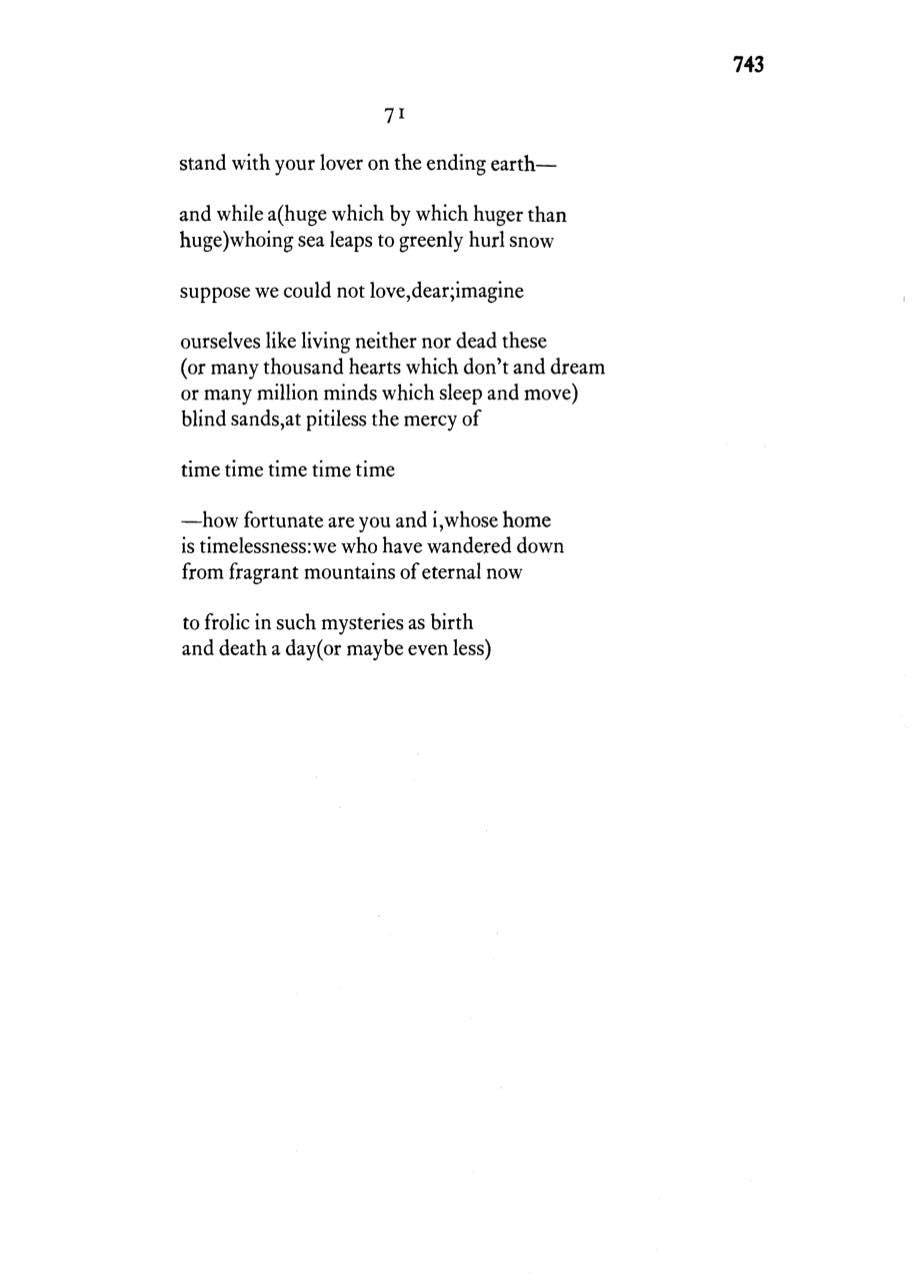 743
71
stand with your lover on the ending earth—
and while a(huge which by which huger than
huge)whoing sea leaps to greenly hurl snow
suppose we could not love,dear;imagine
ourselves like living neither nor dead these
(or many thousand hearts which don't and dream
or many million minds which sleep and move)
blind sands,at pitiless the mercy of
time time time time time
—how fortunate are you and i,whose home
is timelessness:we who have wandered down
from fragrant mountains of eternal now
to frolic in such mysteries as birth
and death a day(or maybe even less)